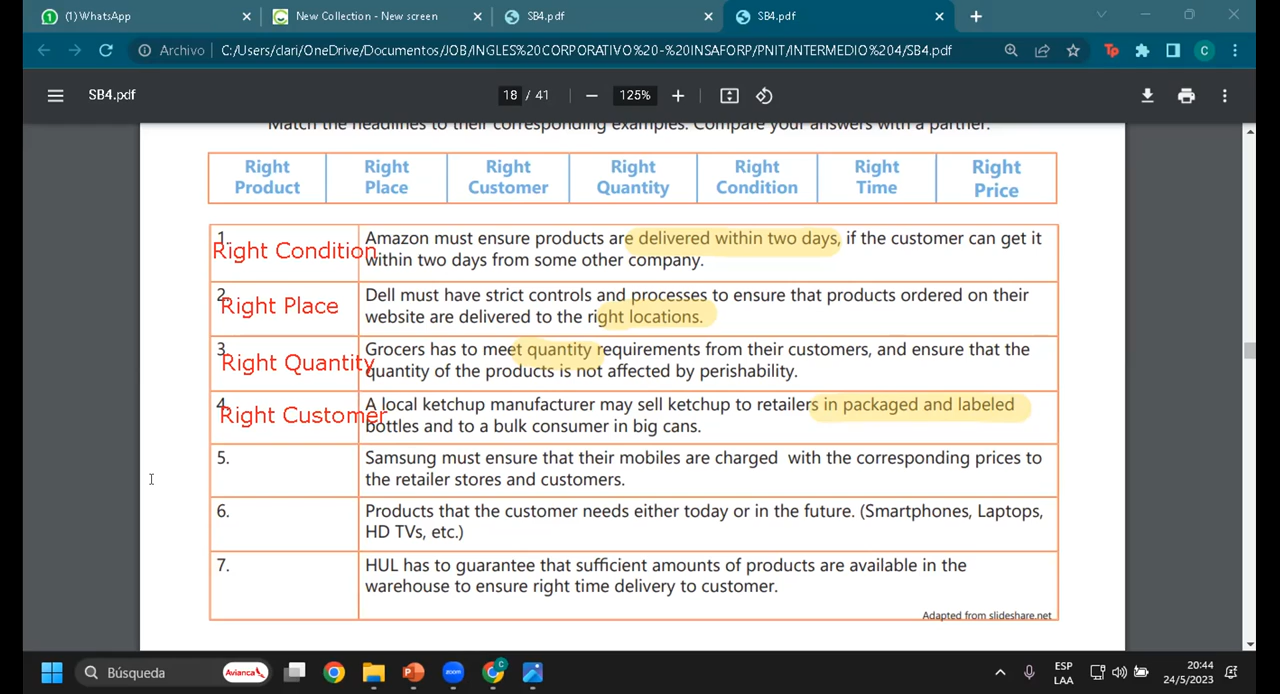 (1) WhatsApp
New Collection - New screen
SB4.pdf
SB4.pdf
Archivo
C:/Users/clari/OneDrive/Documentos/JOB/INGLES%20CORPORATIVO%20-%20INSAFORP/PNIT/INTERMEDIO%204/SB4.pdf
SB4.pdf
18 / 41
125%
Match the headlines to their corresponding examples. Compare your answers with a partner.
Right Product
Right Place
Right Customer
Right Quantity
Right Condition
Right Time
Right Price
1.
Right Condition
Amazon must ensure products are delivered within two days, if the customer can get it
within two days from some other company.
2.
Right Place
Dell must have strict controls and processes to ensure that products ordered on their
website are delivered to the right locations.
3.
Right Quantity
Grocers has to meet quantity requirements from their customers, and ensure that the
quantity of the products is not affected by perishability.
4.
Right Customer
A local ketchup manufacturer may sell ketchup to retailers in packaged and labeled
bottles and to a bulk consumer in big cans.
5.
Samsung must ensure that their mobiles are charged with the corresponding prices to
the retailer stores and customers.
6.
Products that the customer needs either today or in the future. (Smartphones, Laptops,
HD TVs, etc.)
7.
HUL has to guarantee that sufficient amounts of products are available in the
warehouse to ensure right time delivery to customer.
Adapted from slideshare.net
Búsqueda
Avianca
zoom
ESP
LAA
20:44
24/5/2023